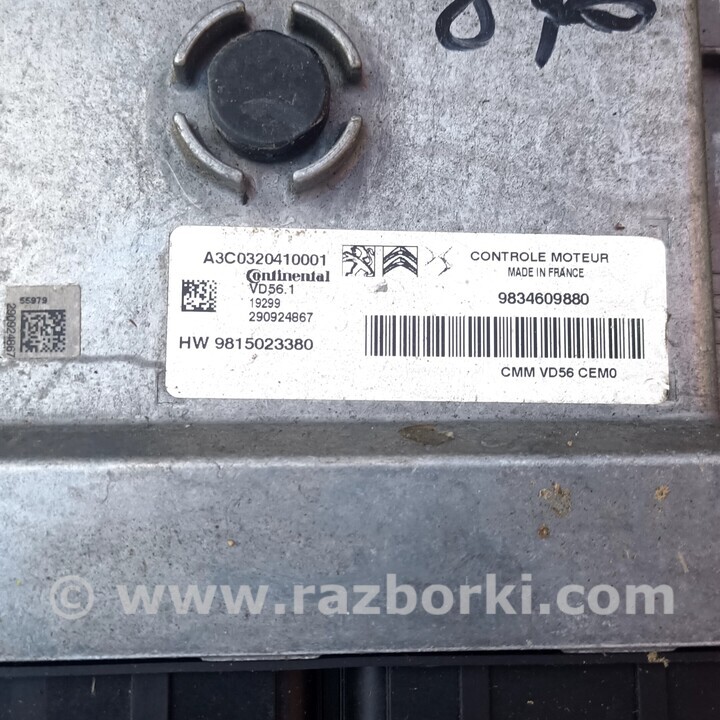 A3C0320410001
Continental
VD56.1
19299
290924867
HW 9815023380
CONTROLE MOTEUR
MADE IN FRANCE
9834609880
CMM VD56 CEM0
55979
290924867
© www.razborki.com